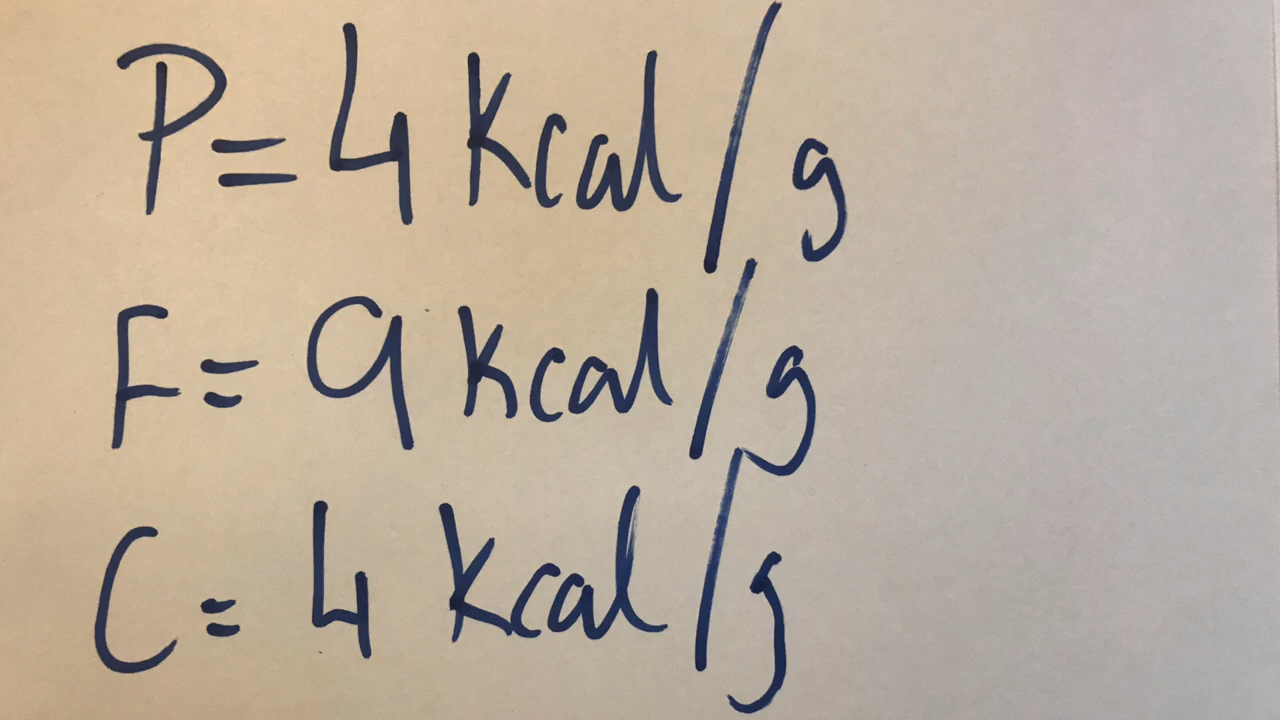 P = 4 Kcal/g
F = 9 Kcal/g
C = 4 Kcal/g